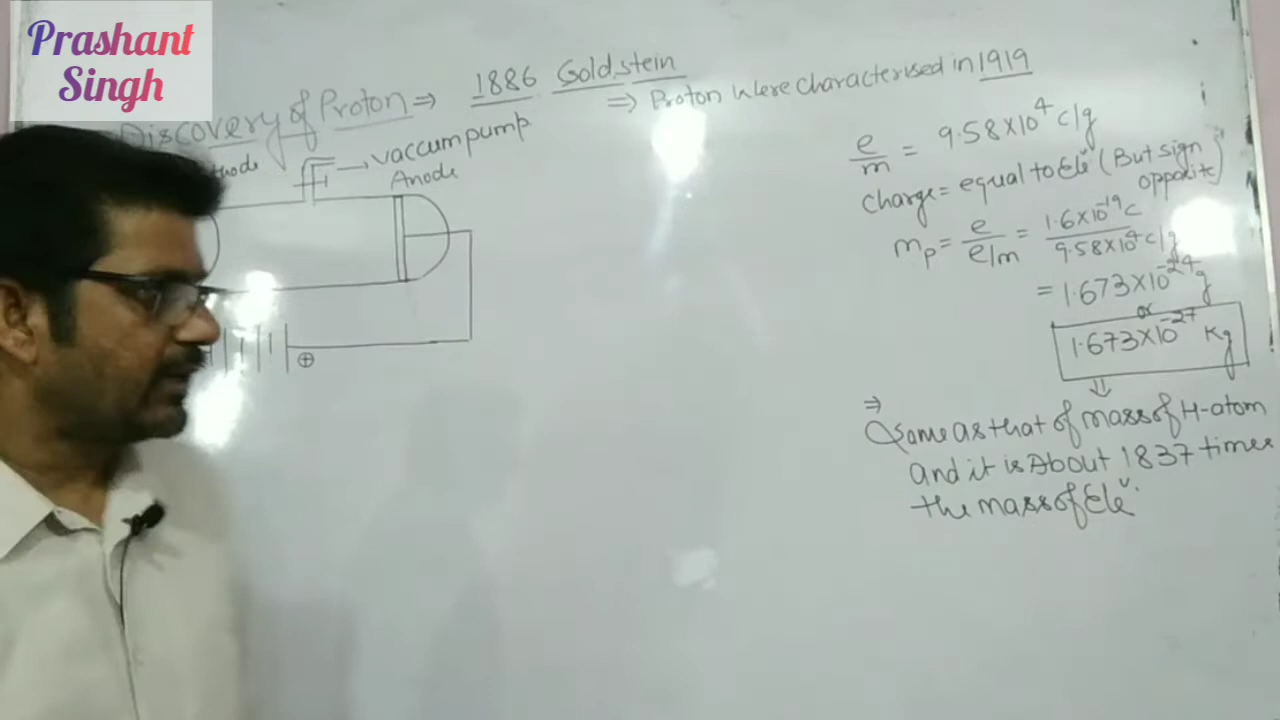 Prashant
Singh
Discovery of Proton ⇒ 1886 Goldstein
⇒ Proton Were characterised in 1919
→ vaccum pump
Anode
⊕
e/m = 9.58×10⁴ c/g
charge = equal to Ele�match (But sign
opposite)
mₚ = e / e/m = 1.6×10⁻¹⁹ c / 9.58×10⁴ c/g
= 1.673×10⁻²⁴ g
or
1.673×10⁻²⁷ Kg
⇒
Same as that of mass of H-atom
and it is About 1837 times
the mass of Ele